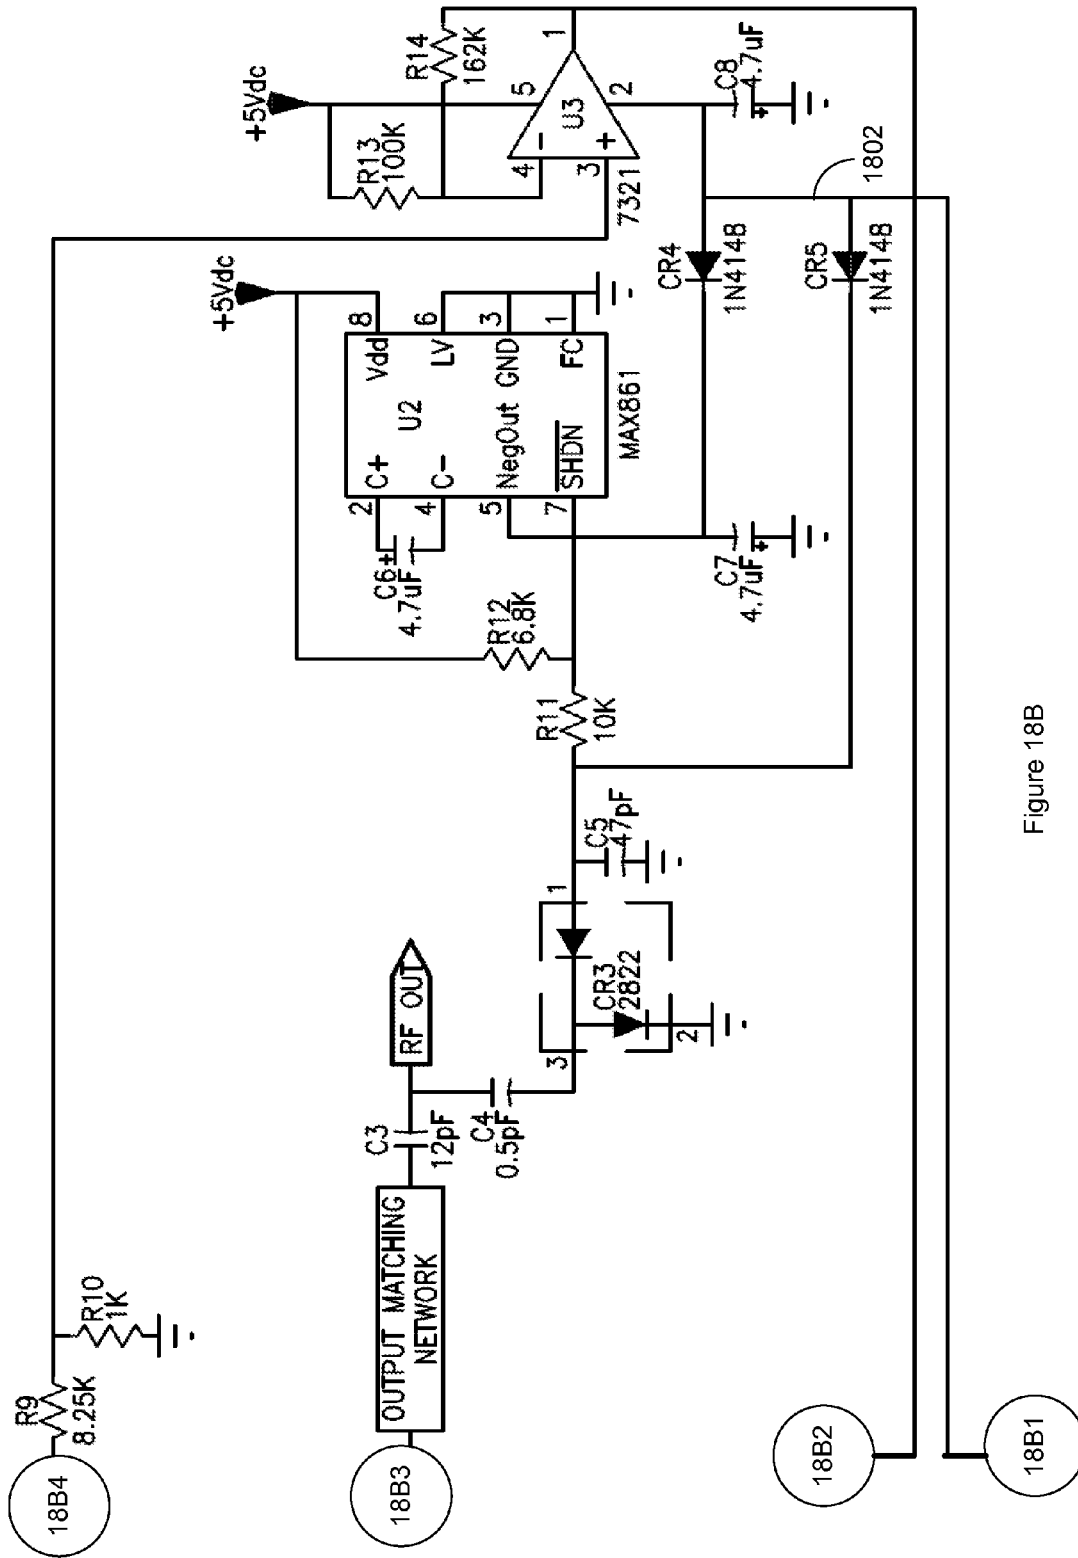 18B4
R9
8.25K
R10
1K
+5Vdc
R13
100K
R14
162K
1
5
4
-
U3
3
+
2
7321
C8
4.7uF
+
+5Vdc
8
6
3
1
Vdd
LV
GND
FC
U2
C+
C-
NegOut
SHDN
2
4
5
7
MAX861
C6
±
4.7uF
R12
6.8K
R11
10K
C7
4.7uF
+
CR4
1N4148
CR5
1N4148
1802
C5
47pF
1
CR3
2822
3
2
RF OUT
C3
12pF
C4
0.5pF
OUTPUT MATCHING
NETWORK
18B3
18B2
18B1
Figure 18B